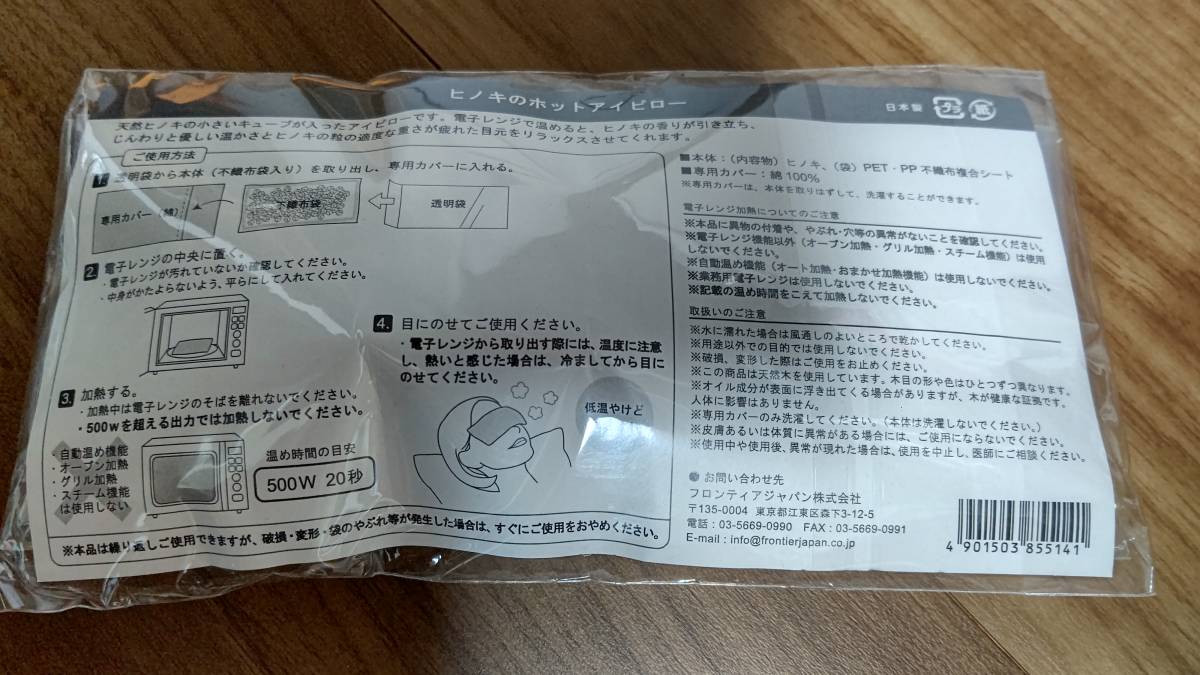 ヒノキのホットアイピロー
日本製
プラ
紙
天然ヒノキの小さいキューブが入ったアイピローです。電子レンジで温めると、ヒノキの香りが引き立ち、
じんわりと優しい温かさとヒノキの粒の適度な重さが疲れた目元をリラックスさせてくれます。
ご使用方法
1. 透明袋から本体(不織布袋入り)を取り出し、専用カバーに入れる。
専用カバー(綿)
不織布袋
透明袋
2. 電子レンジの中央に置く。
・電子レンジが汚れていないか確認してください。
・中身がかたよらないよう、平らにして入れてください。
3. 加熱する。
・加熱中は電子レンジのそばを離れないでください。
・500wを超える出力では加熱しないでください。
・自動温め機能
・オーブン加熱
・グリル加熱
・スチーム機能
は使用しない
温め時間の目安
500W 20秒
4. 目にのせてご使用ください。
・電子レンジから取り出す際には、温度に注意
し、熱いと感じた場合は、冷ましてから目に
のせてください。
低温やけど
※本品は繰り返しご使用できますが、破損・変形・袋のやぶれ等が発生した場合は、すぐにご使用をおやめください。
■本体:(内容物)ヒノキ、(袋)PET・PP 不織布複合シート
■専用カバー:綿100%
※専用カバーは、本体を取りはずして、洗濯することができます。
電子レンジ加熱についてのご注意
※本品に異物の付着や、やぶれ・穴等の異常がないことを確認してください。
※電子レンジ機能以外(オーブン加熱・グリル加熱・スチーム機能)は使用
しないでください。
※自動温め機能(オート加熱・おまかせ加熱機能)は使用しないでください。
※業務用電子レンジは使用しないでください。
※記載の温め時間をこえて加熱しないでください。
取扱いのご注意
※水に濡れた場合は風通しのよいところで乾かしてください。
※用途以外での目的では使用しないでください。
※破損、変形した際はご使用をお止めください。
※この商品は天然木を使用しています。木目の形や色はひとつずつ異なります。
※オイル成分が表面に浮き出てくる場合がありますが、木が健康な証拠です。
人体に影響はありません。
※専用カバーのみ洗濯してください。(本体は洗濯しないでください。)
※皮膚あるいは体質に異常がある場合には、ご使用にならないでください。
※使用中や使用後、異常が現れた場合は、使用を中止し、医師にご相談ください。
●お問い合わせ先
フロンティアジャパン株式会社
〒135-0004 東京都江東区森下3-12-5
電話:03-5669-0990 FAX:03-5669-0991
E-mail:info@frontierjapan.co.jp
4 901503 855141